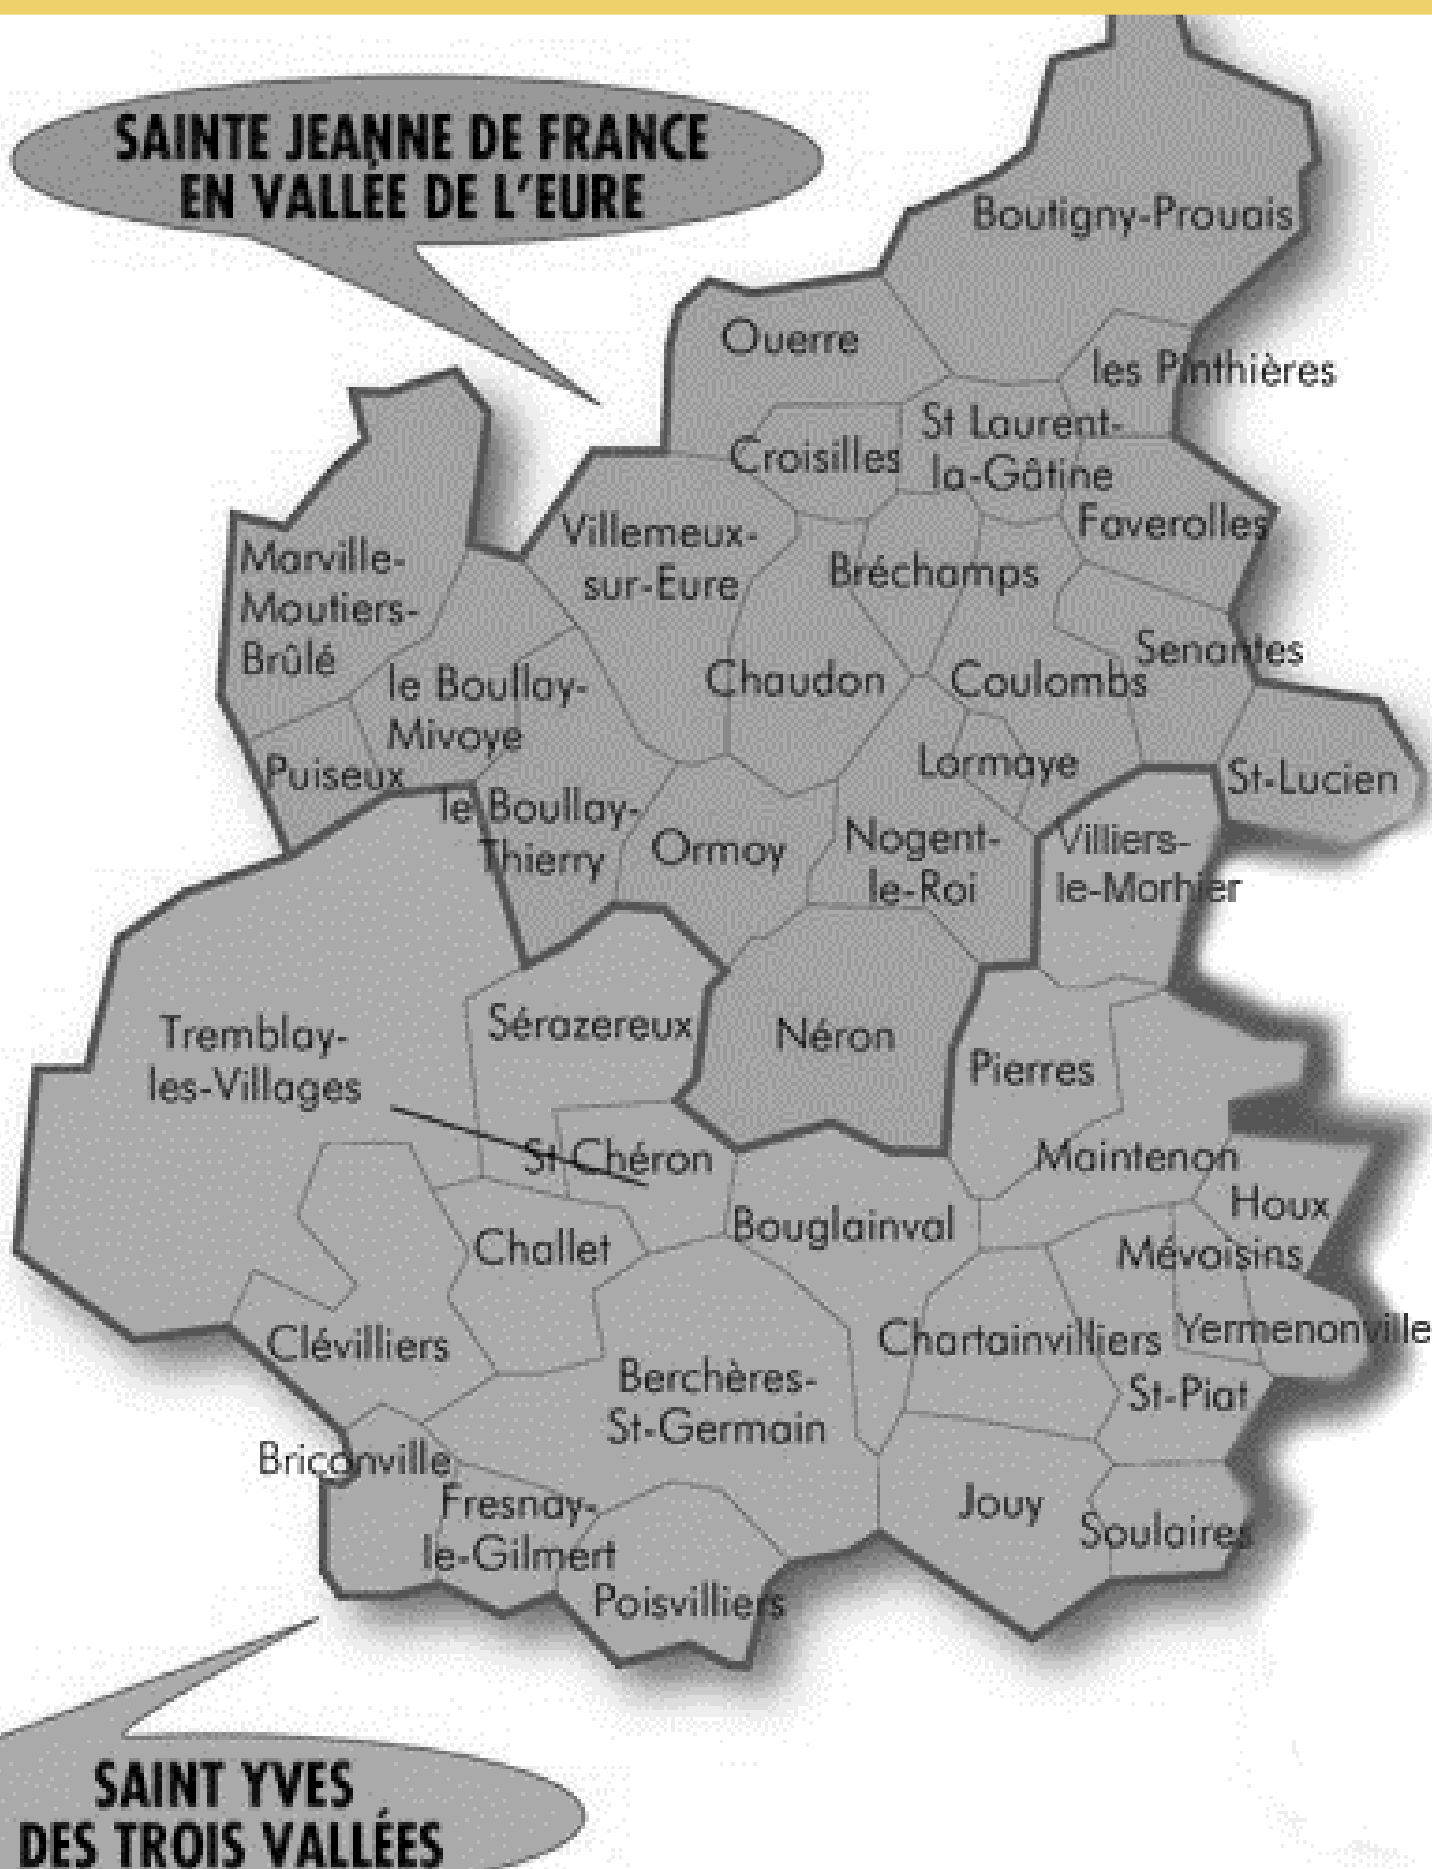 SAINTE JEANNE DE FRANCE
EN VALLÉE DE L'EURE
Boutigny-Prouais
Ouerre
les Pinthières
St Laurent-
la-Gâtine
Croisilles
Faverolles
Villemeux-
sur-Eure
Marville-
Moutiers-
Brûlé
Bréchamps
Senantes
le Boullay-
Mivoye
Chaudon
Coulombs
Puiseux
Lormaye
St-Lucien
le Boullay-
Thierry
Ormoy
Nogent-
le-Roi
Villiers-
le-Morhier
Tremblay-
les-Villages
Sérazereux
Néron
Pierres
St Chéron
Maintenon
Houx
Challet
Bouglainval
Mévoisins
Clévilliers
Chartainvilliers
Yermenonville
Berchères-
St-Germain
St-Piat
Briconville
Fresnay-
le-Gilmert
Jouy
Soulaires
Poisvilliers
SAINT YVES
DES TROIS VALLÉES